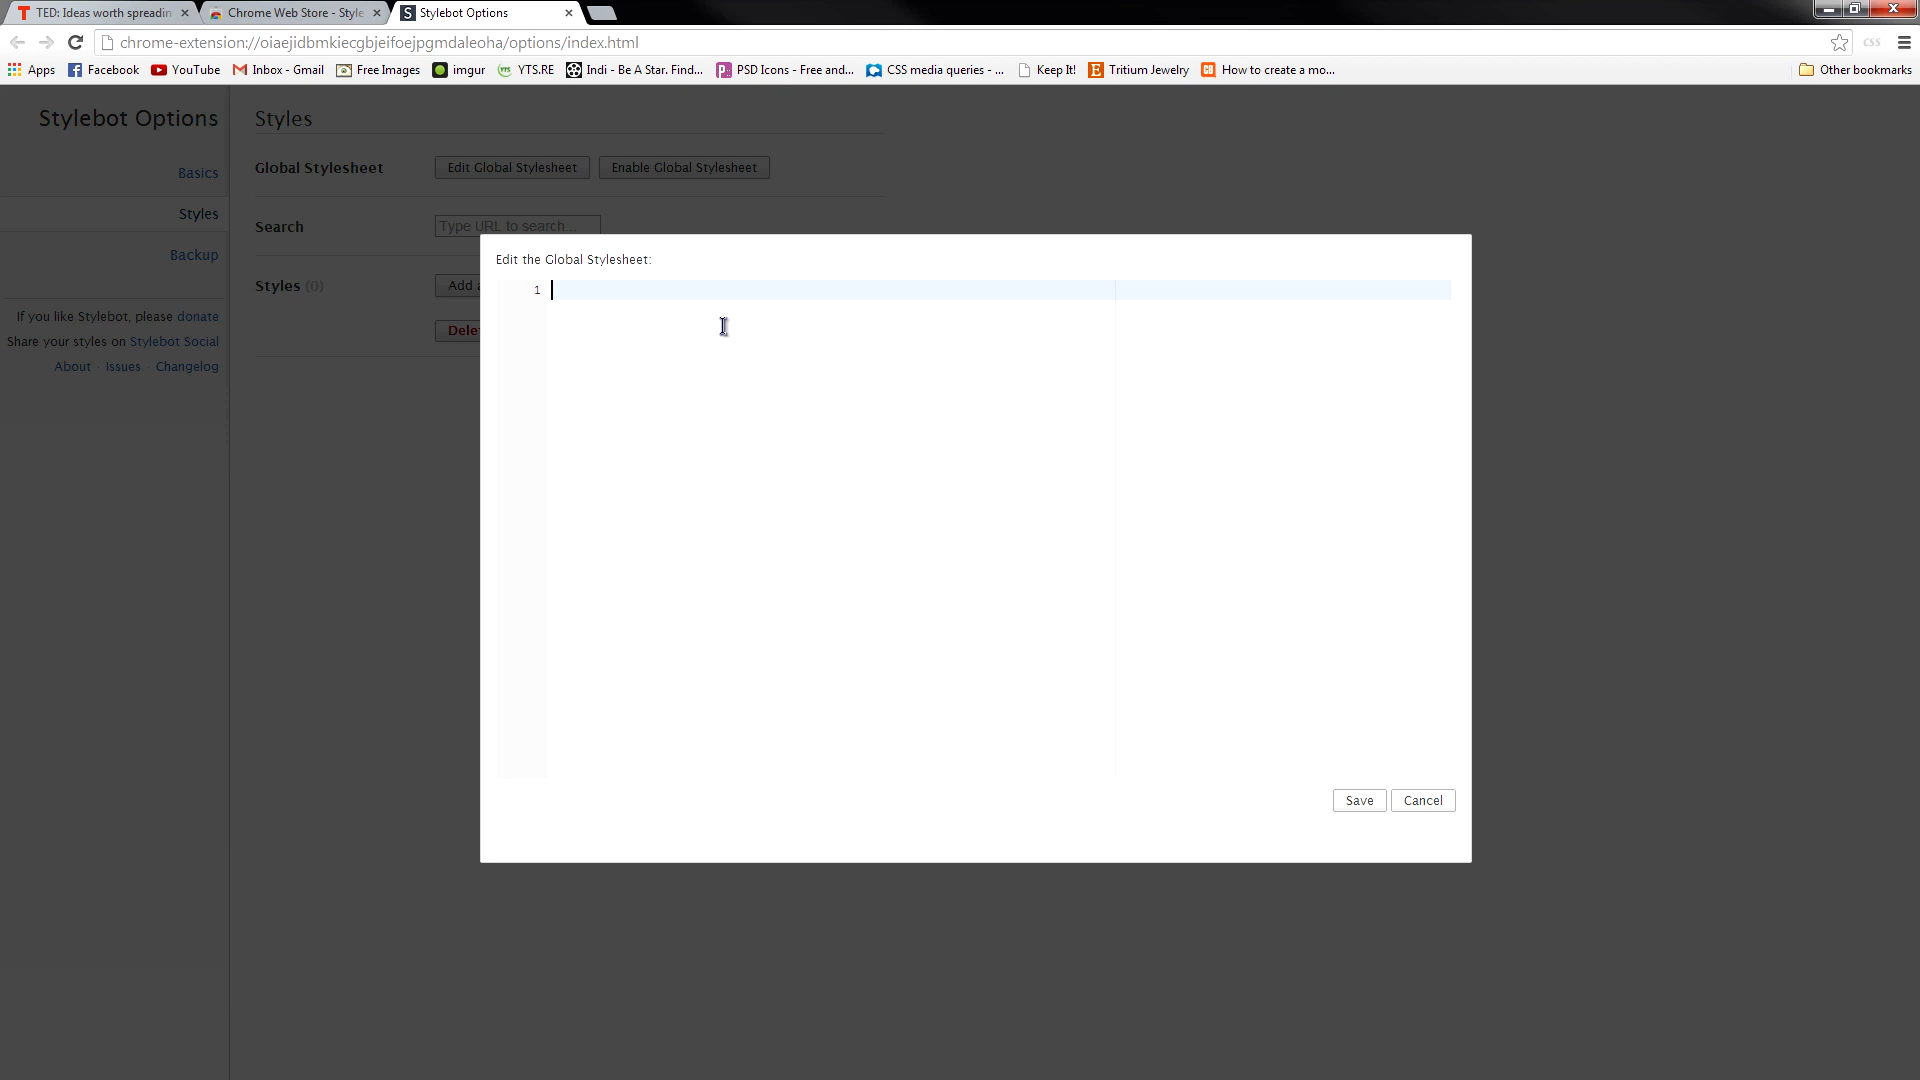 TED: Ideas worth spreadin
Chrome Web Store - Style
S Stylebot Options
chrome-extension://oiaejidbmkiecgbjeifoejpgmdaleoha/options/index.html
css
Apps Facebook YouTube Inbox - Gmail Free Images imgur YTS.RE Indi - Be A Star. Find... PSD Icons - Free and... CSS media queries - ... Keep It! Tritium Jewelry How to create a mo... Other bookmarks
Stylebot Options
Basics
Styles
Backup
If you like Stylebot, please donate
Share your styles on Stylebot Social
About · Issues · Changelog
Styles
Global Stylesheet Edit Global Stylesheet Enable Global Stylesheet
Search Type URL to search...
Styles (0) Add a
Delet
Edit the Global Stylesheet:
1
Save Cancel